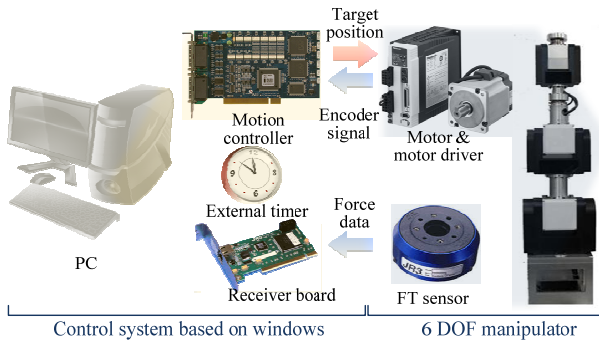 Target
position
Motion
controller
Encoder
signal
Motor &
motor driver
External timer
Force
data
PC
Receiver board
JR3
FT sensor
Control system based on windows
6 DOF manipulator